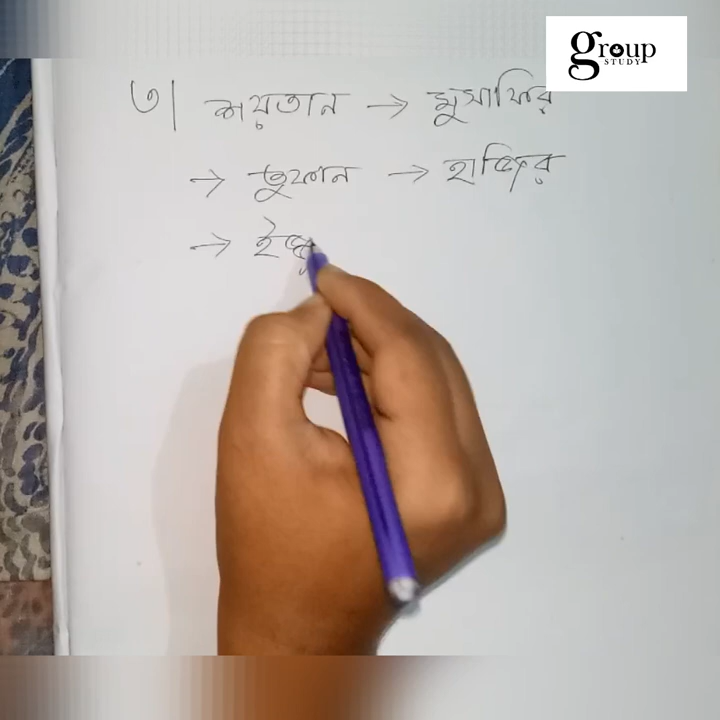 group
STUDY
৩| শয়তান → মুসাফির
→ তুফান → হাজির
→